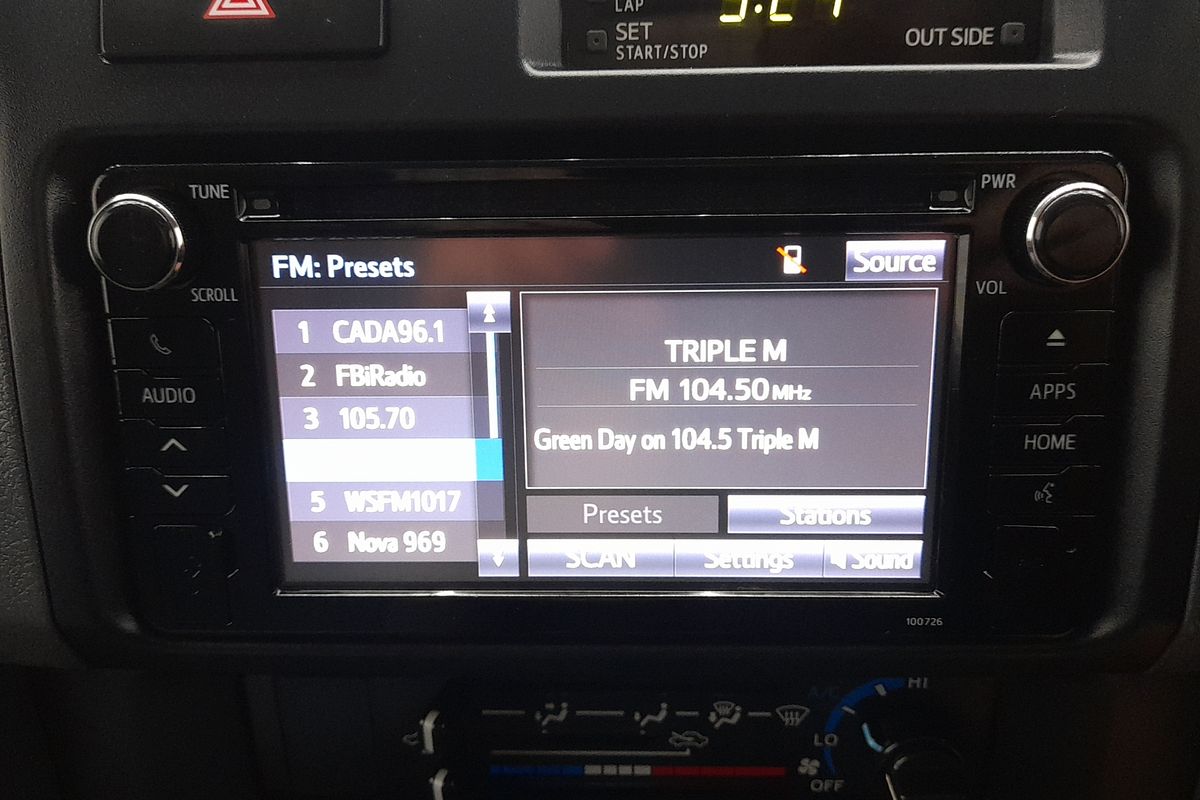 LAP
SET
START/STOP
OUT SIDE
TUNE
PWR
SCROLL
VOL
FM: Presets
Source
1 CADA96.1
2 FBiRadio
3 105.70
5 WSFM1017
6 Nova 969
TRIPLE M
FM 104.50 MHz
Green Day on 104.5 Triple M
Presets
Stations
SCAN
Settings
Sound
AUDIO
APPS
HOME
100726
A/C
HI
LO
OFF